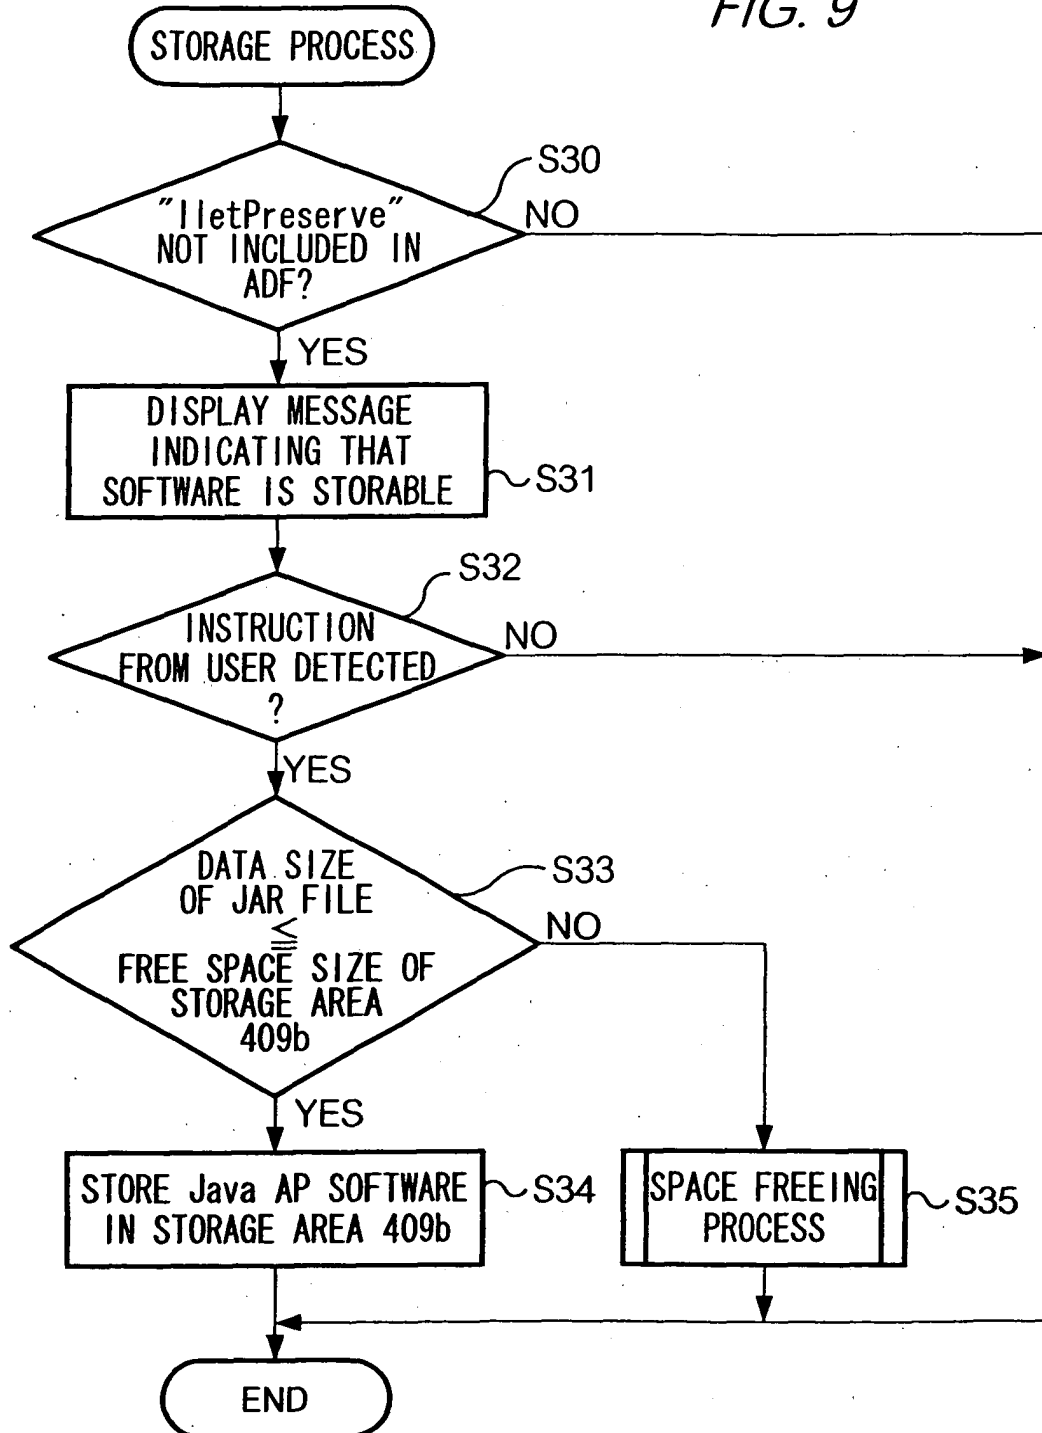 FIG. 9
STORAGE PROCESS
S30
"IletPreserve"
NOT INCLUDED IN
ADF?
NO
YES
DISPLAY MESSAGE
INDICATING THAT
SOFTWARE IS STORABLE
S31
S32
INSTRUCTION
FROM USER DETECTED
?
NO
YES
DATA SIZE
OF JAR FILE
≦
FREE SPACE SIZE OF
STORAGE AREA
409b
S33
NO
YES
STORE Java AP SOFTWARE
IN STORAGE AREA 409b
S34
SPACE FREEING
PROCESS
S35
END